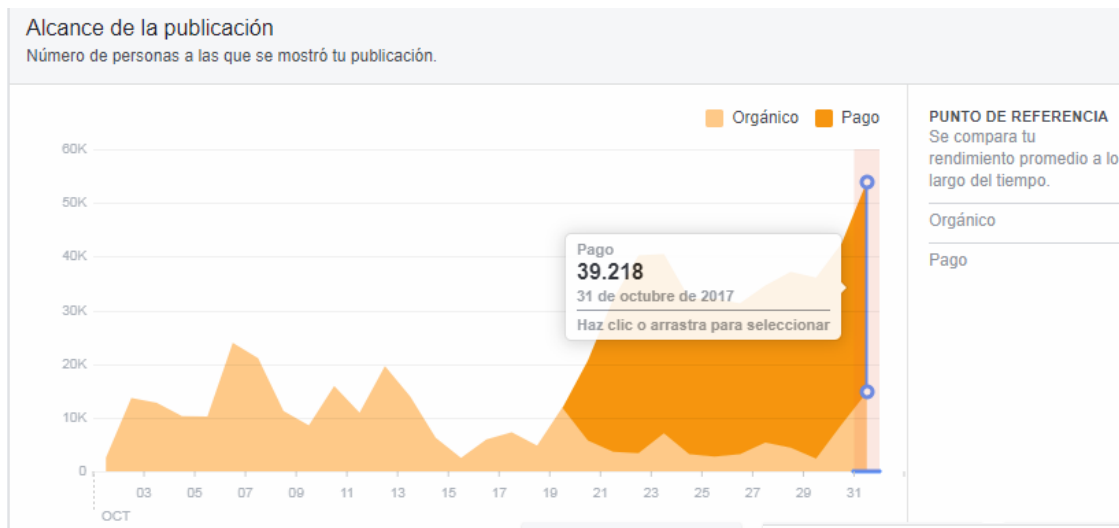 Alcance de la publicación
Número de personas a las que se mostró tu publicación.
Orgánico
Pago
60K
50K
40K
30K
20K
10K
0
Pago
39.218
31 de octubre de 2017
Haz clic o arrastra para seleccionar
03
05
07
09
11
13
15
17
19
21
23
25
27
29
31
OCT
PUNTO DE REFERENCIA
Se compara tu
rendimiento promedio a lo
largo del tiempo.
Orgánico
Pago